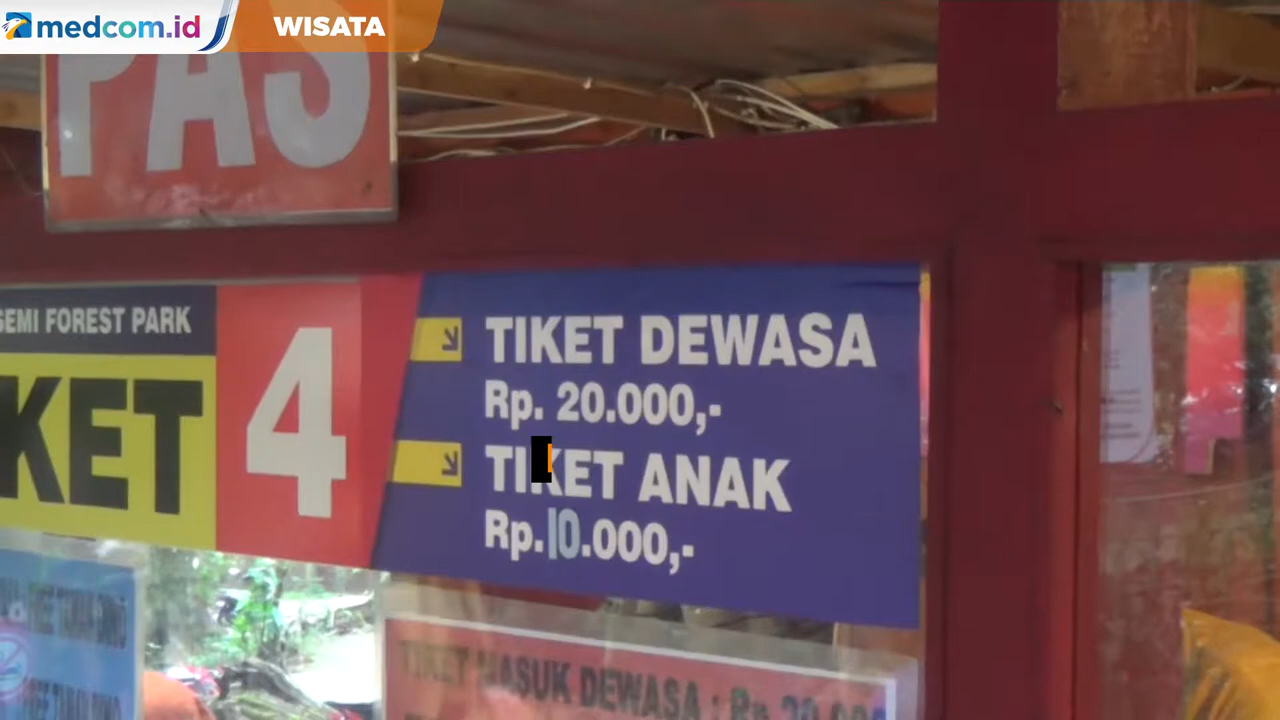 medcom.id
WISATA
PAS
SEMI FOREST PARK
KET
4
TIKET DEWASA
Rp. 20.000,-
TIKET ANAK
Rp.10.000,-
TIKET MASUK DEWASA : Rp 20.000